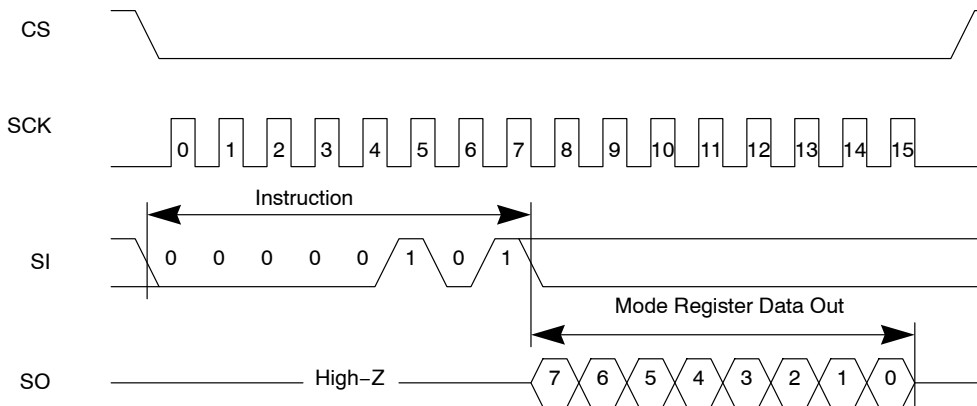 CS
SCK
0 1 2 3 4 5 6 7 8 9 10 11 12 13 14 15
Instruction
SI
0 0 0 0 0 1 0 1
Mode Register Data Out
SO
High–Z
7 6 5 4 3 2 1 0